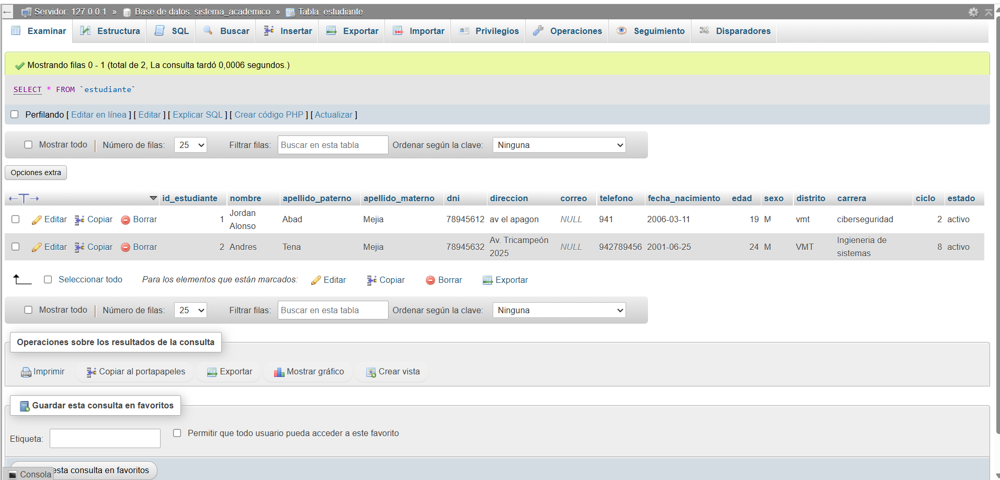 Servidor: 127.0.0.1 » Base de datos: sistema_academico » Tabla: estudiante
Examinar Estructura SQL Buscar Insertar Exportar Importar Privilegios Operaciones Seguimiento Disparadores
Mostrando filas 0 - 1 (total de 2, La consulta tardó 0,0006 segundos.)
SELECT * FROM `estudiante`
Perfilando [ Editar en línea ] [ Editar ] [ Explicar SQL ] [ Crear código PHP ] [ Actualizar ]
Mostrar todo | Número de filas: 25 Filtrar filas: Buscar en esta tabla Ordenar según la clave: Ninguna
Opciones extra
id_estudiante nombre apellido_paterno apellido_materno dni direccion correo telefono fecha_nacimiento edad sexo distrito carrera ciclo estado
Editar Copiar Borrar 1 Jordan Alonso Abad Mejia 78945612 av el apagon NULL 941 2006-03-11 19 M vmt ciberseguridad 2 activo
Editar Copiar Borrar 2 Andres Tena Mejia 78945632 Av. Tricampeón 2025 NULL 942789456 2001-06-25 24 M VMT Ingieneria de sistemas 8 activo
Seleccionar todo Para los elementos que están marcados: Editar Copiar Borrar Exportar
Mostrar todo | Número de filas: 25 Filtrar filas: Buscar en esta tabla Ordenar según la clave: Ninguna
Operaciones sobre los resultados de la consulta
Imprimir Copiar al portapapeles Exportar Mostrar gráfico Crear vista
Guardar esta consulta en favoritos
Etiqueta: Permitir que todo usuario pueda acceder a este favorito
esta consulta en favoritos
Consola